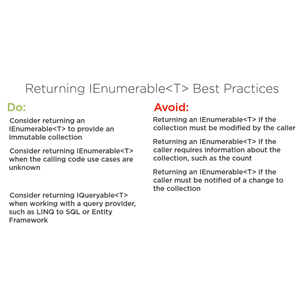 Returning IEnumerable<T> Best Practices
Do:
Consider returning an
IEnumerable<T> to provide an
immutable collection
Consider returning IEnumerable<T>
when the calling code use cases are
unknown
Consider returning IQueryable<T>
when working with a query provider,
such as LINQ to SQL or Entity
Framework
Avoid:
Returning an IEnumerable<T> if the
collection must be modified by the caller
Returning an IEnumerable<T> if the
caller requires information about the
collection, such as the count
Returning an IEnumerable<T> if the
caller must be notified of a change to
the collection